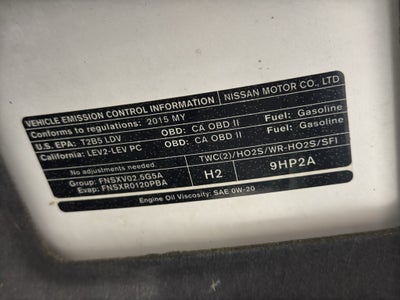 VEHICLE EMISSION CONTROL INFORMATION NISSAN MOTOR CO., LTD
Conforms to regulations: 2015 MY
U.S. EPA: T2B5 LDV OBD: CA OBD II Fuel: Gasoline
California: LEV2-LEV PC OBD: CA OBD II Fuel: Gasoline
No adjustments needed. TWC(2)/HO2S/WR-HO2S/SFI
Group: FNSXV02.5G5A H2 9HP2A
Evap: FNSXR0120PBA
Engine Oil Viscosity: SAE 0W-20